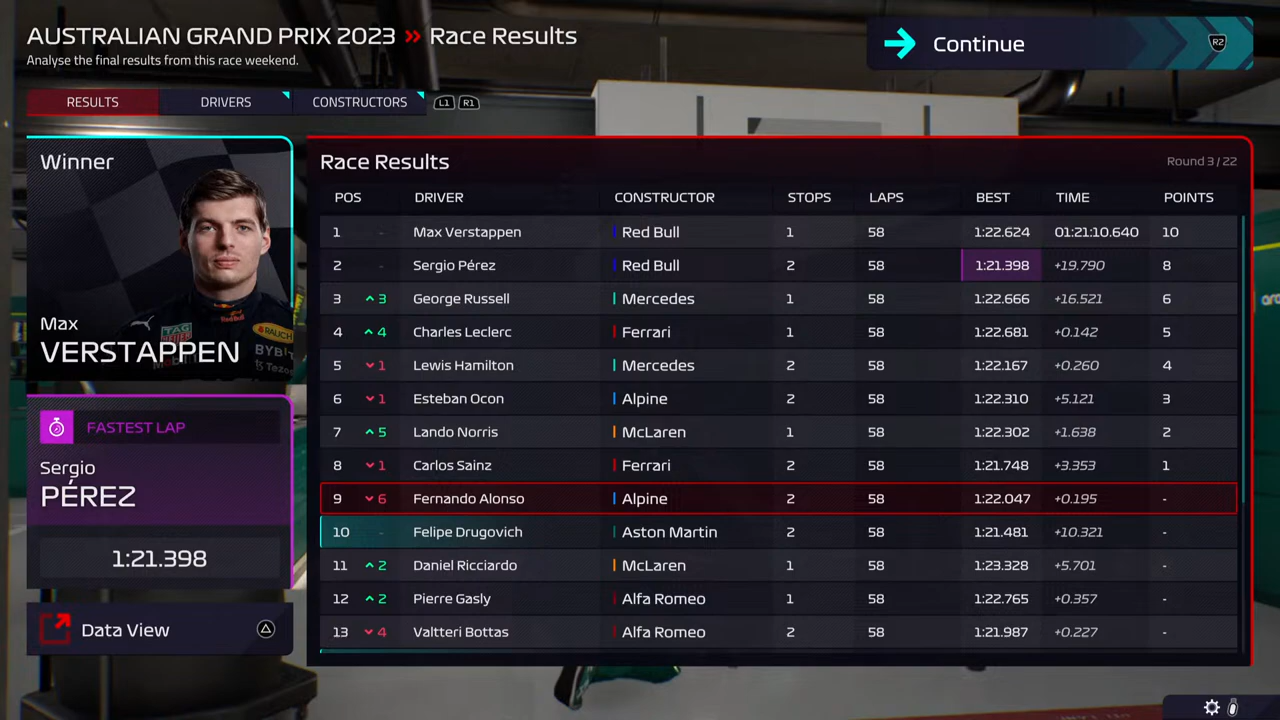 AUSTRALIAN GRAND PRIX 2023 » Race Results
Analyse the final results from this race weekend.
Continue R2
RESULTS DRIVERS CONSTRUCTORS L1 R1
Winner
Max
VERSTAPPEN
TAG
RAUCH
BYBIT
FASTEST LAP
Sergio
PÉREZ
1:21.398
Data View
Race Results Round 3 / 22
POS DRIVER CONSTRUCTOR STOPS LAPS BEST TIME POINTS
1 - Max Verstappen Red Bull 1 58 1:22.624 01:21:10.640 10
2 - Sergio Pérez Red Bull 2 58 1:21.398 +19.790 8
3 3 George Russell Mercedes 1 58 1:22.666 +16.521 6
4 4 Charles Leclerc Ferrari 1 58 1:22.681 +0.142 5
5 1 Lewis Hamilton Mercedes 2 58 1:22.167 +0.260 4
6 1 Esteban Ocon Alpine 2 58 1:22.310 +5.121 3
7 5 Lando Norris McLaren 1 58 1:22.302 +1.638 2
8 1 Carlos Sainz Ferrari 2 58 1:21.748 +3.353 1
9 6 Fernando Alonso Alpine 2 58 1:22.047 +0.195 -
10 - Felipe Drugovich Aston Martin 2 58 1:21.481 +10.321 -
11 2 Daniel Ricciardo McLaren 1 58 1:23.328 +5.701 -
12 2 Pierre Gasly Alfa Romeo 1 58 1:22.765 +0.357 -
13 4 Valtteri Bottas Alfa Romeo 2 58 1:21.987 +0.227 -